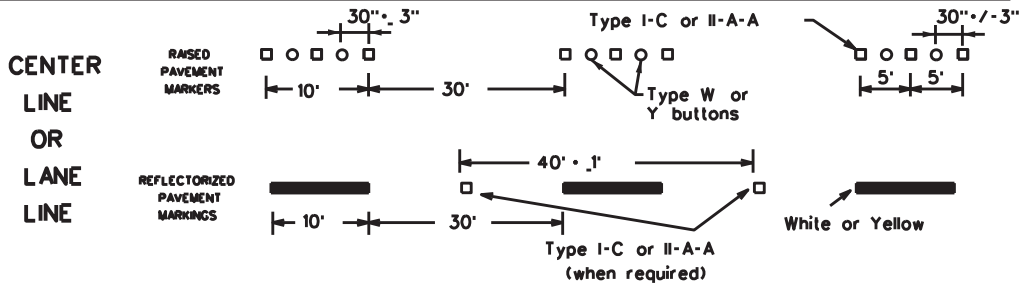 30"·_ 3"
Type I-C or II-A-A
30"·/-3"
CENTER
LINE
OR
LANE
LINE
RAISED
PAVEMENT
MARKERS
10'
30'
Type W or
Y buttons
5' 5'
40' · _1'
REFLECTORIZED
PAVEMENT
MARKINGS
10'
30'
Type I-C or II-A-A
(when required)
White or Yellow